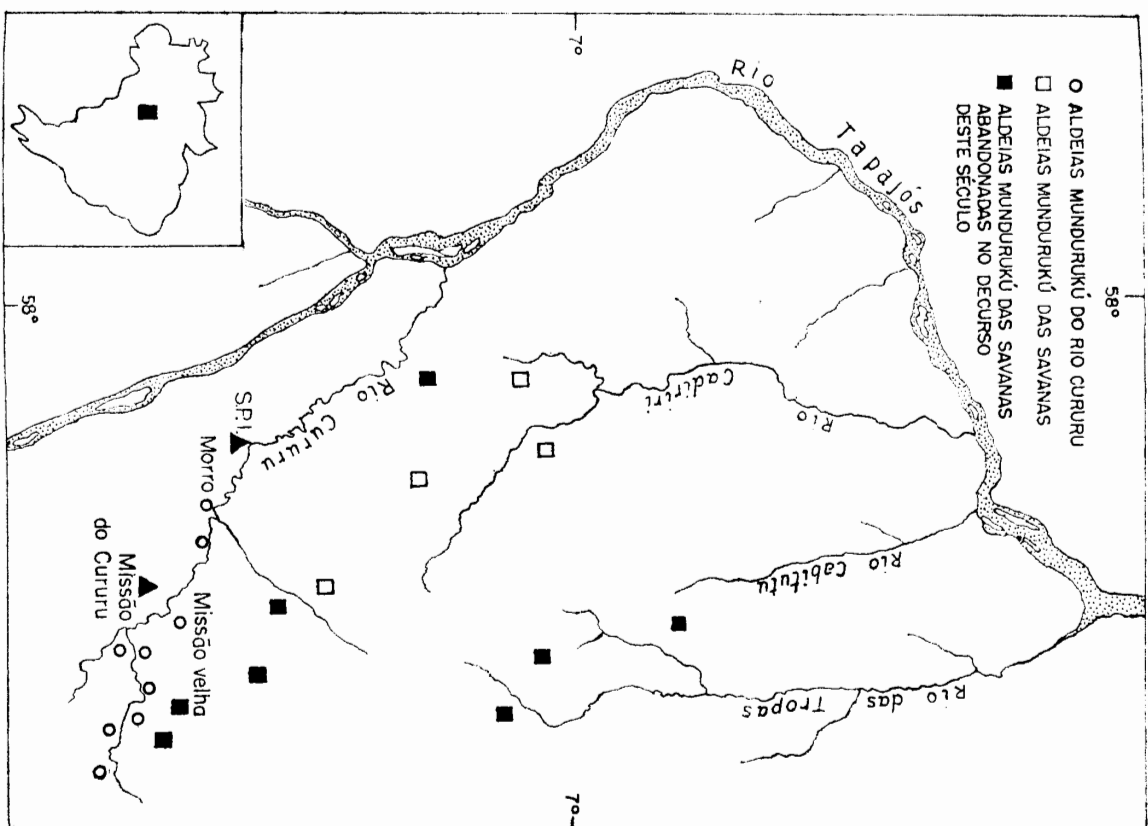 O ALDEIAS MUNDURUKÚ DO RIO CURURU
ALDEIAS MUNDURUKÚ DAS SAVANAS
ALDEIAS MUNDURUKÚ DAS SAVANAS
ABANDONADAS NO DECURSO
DESTE SÉCULO
58°
58°
7°
7°
Rio
Tapajós
Rio
Cadiriri
Rio Cabitutu
Rio das
Tropas
Rio
Cururu
S.P.I.
Morro
Missão velha
Missão
do Cururu